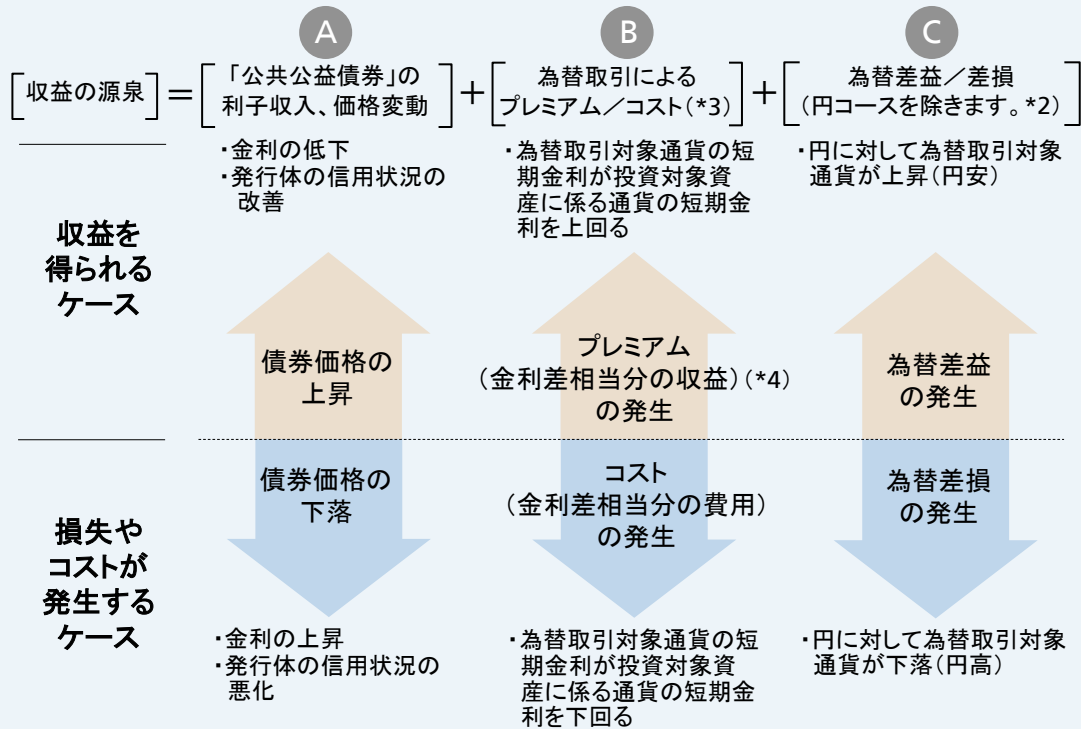 A
B
C
[収益の源泉]=[「公共公益債券」の
利子収入、価格変動]+[為替取引による
プレミアム/コスト(*3)]+[為替差益/差損
(円コースを除きます。*2)]
・金利の低下
・発行体の信用状況の
改善
・為替取引対象通貨の短
期金利が投資対象資
産に係る通貨の短期金
利を上回る
・円に対して為替取引対象
通貨が上昇(円安)
収益を
得られる
ケース
債券価格の
上昇
プレミアム
(金利差相当分の収益)(*4)
の発生
為替差益
の発生
債券価格の
下落
コスト
(金利差相当分の費用)
の発生
為替差損
の発生
損失や
コストが
発生する
ケース
・金利の上昇
・発行体の信用状況の
悪化
・為替取引対象通貨の短
期金利が投資対象資
産に係る通貨の短期金
利を下回る
・円に対して為替取引対象
通貨が下落(円高)